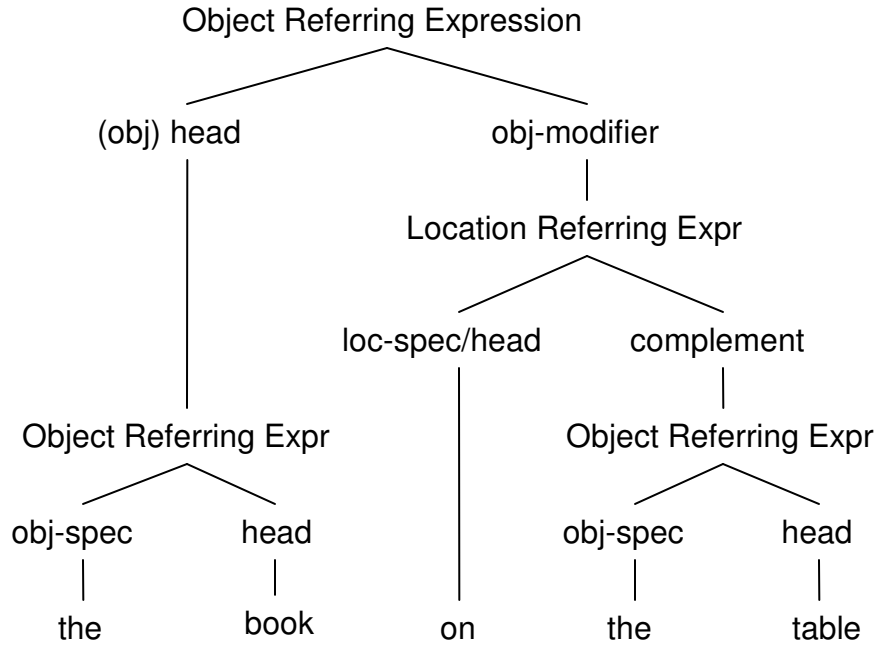 Object Referring Expression
(obj) head obj-modifier
Location Referring Expr
loc-spec/head complement
Object Referring Expr Object Referring Expr
obj-spec head obj-spec head
the book on the table